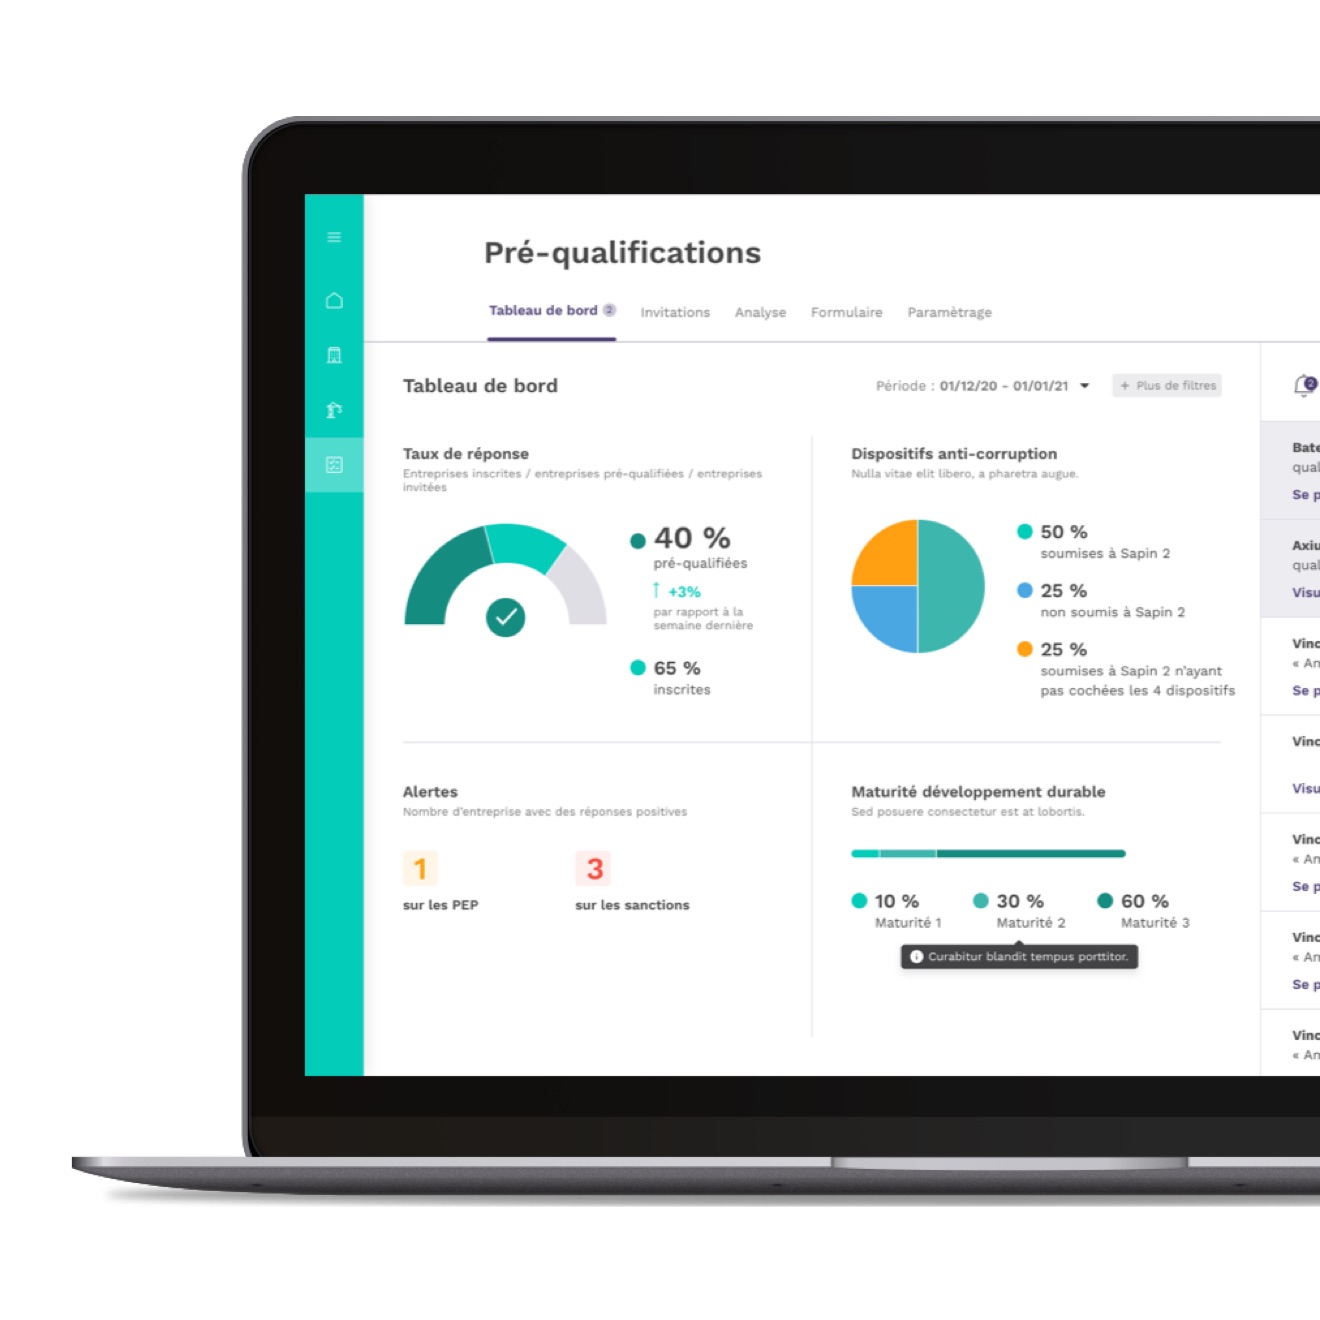 Pré-qualifications
Tableau de bord 2
Invitations
Analyse
Formulaire
Paramètrage
Tableau de bord
Période : 01/12/20 - 01/01/21
+ Plus de filtres
2
Taux de réponse
Entreprises inscrites / entreprises pré-qualifiées / entreprises
invitées
40 %
pré-qualifiées
↑ +3%
par rapport à la
semaine dernière
65 %
inscrites
Dispositifs anti-corruption
Nulla vitae elit libero, a pharetra augue.
50 %
soumises à Sapin 2
25 %
non soumis à Sapin 2
25 %
soumises à Sapin 2 n'ayant
pas cochées les 4 dispositifs
Alertes
Nombre d'entreprise avec des réponses positives
1
sur les PEP
3
sur les sanctions
Maturité développement durable
Sed posuere consectetur est at lobortis.
10 %
Maturité 1
30 %
Maturité 2
60 %
Maturité 3
Curabitur blandit tempus porttitor.
Bate
qual
Se p
Axiu
qual
Visu
Vinc
« An
Se p
Vinc
Visu
Vinc
« An
Se p
Vinc
« An
Se p
Vinc
« An